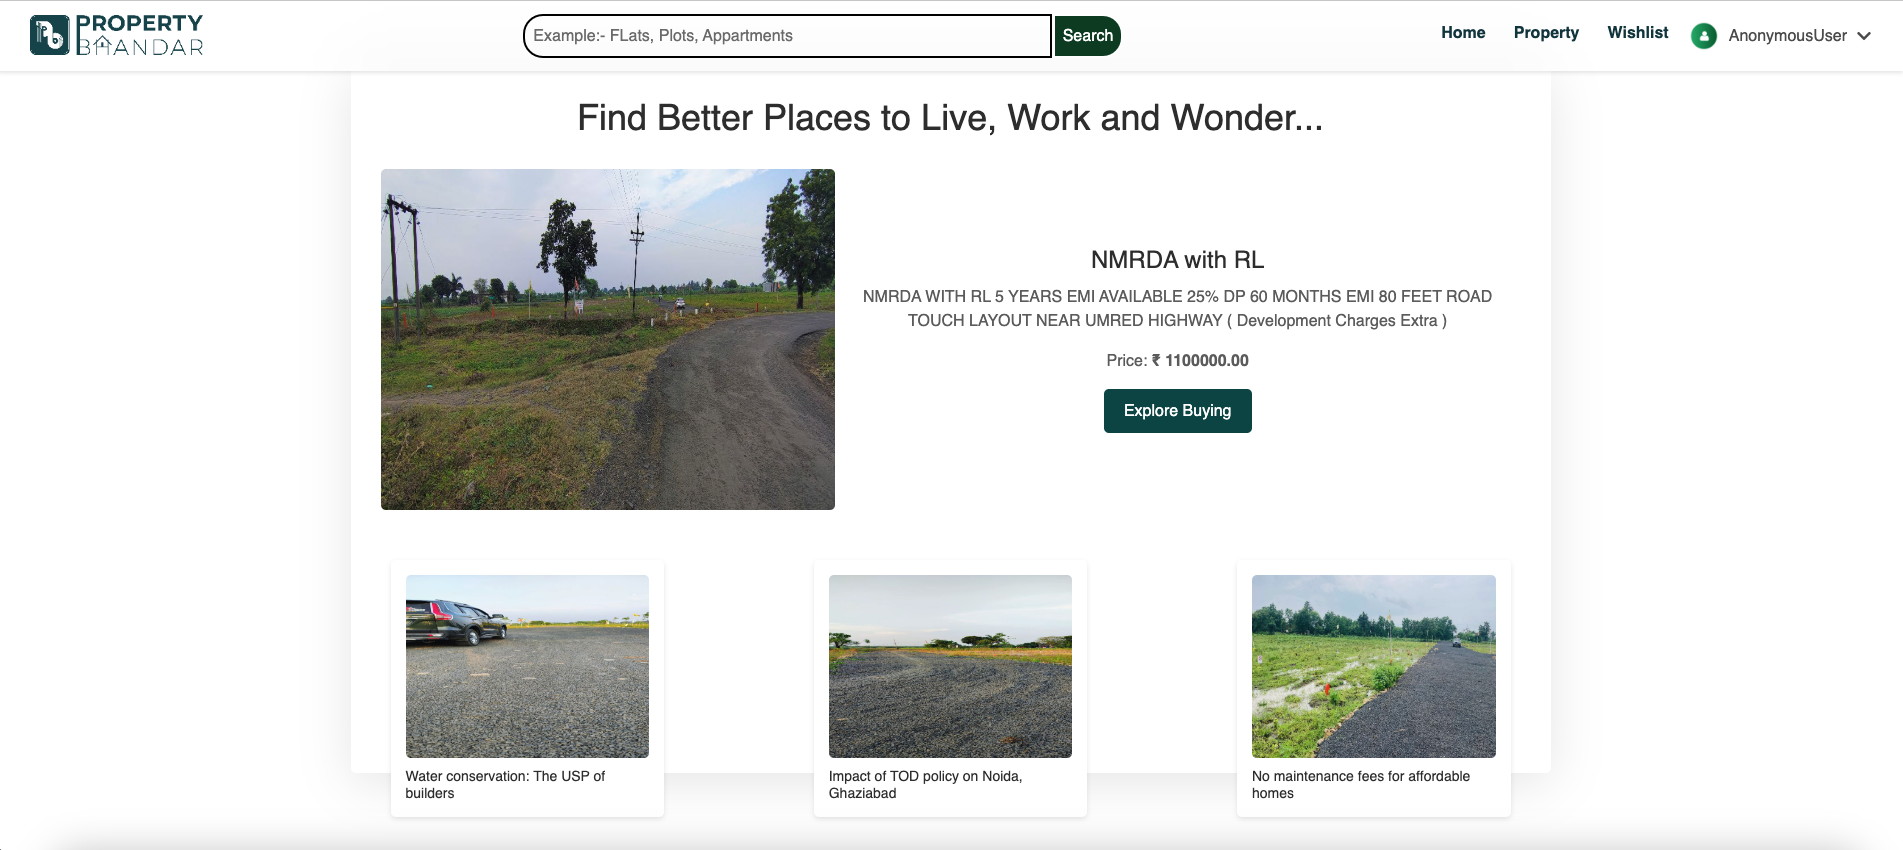 PROPERTY
BHANDAR
Example:- FLats, Plots, Appartments
Search
Home
Property
Wishlist
AnonymousUser
Find Better Places to Live, Work and Wonder...
NMRDA with RL
NMRDA WITH RL 5 YEARS EMI AVAILABLE 25% DP 60 MONTHS EMI 80 FEET ROAD
TOUCH LAYOUT NEAR UMRED HIGHWAY ( Development Charges Extra )
Price: ₹ 1100000.00
Explore Buying
Water conservation: The USP of
builders
Impact of TOD policy on Noida,
Ghaziabad
No maintenance fees for affordable
homes